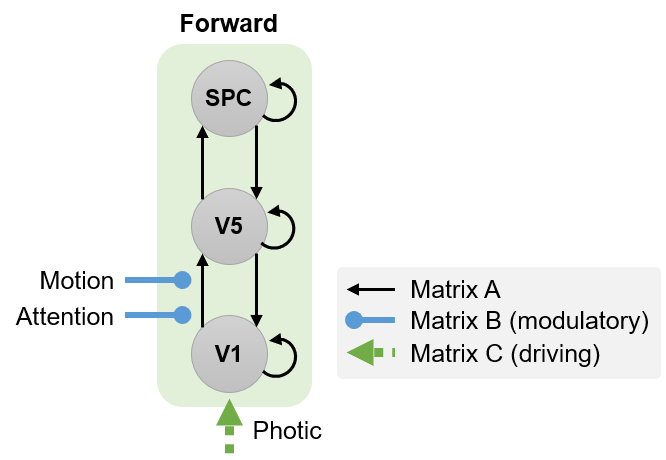 Forward
SPC
V5
Motion
Attention
V1
Photic
Matrix A
Matrix B (modulatory)
Matrix C (driving)